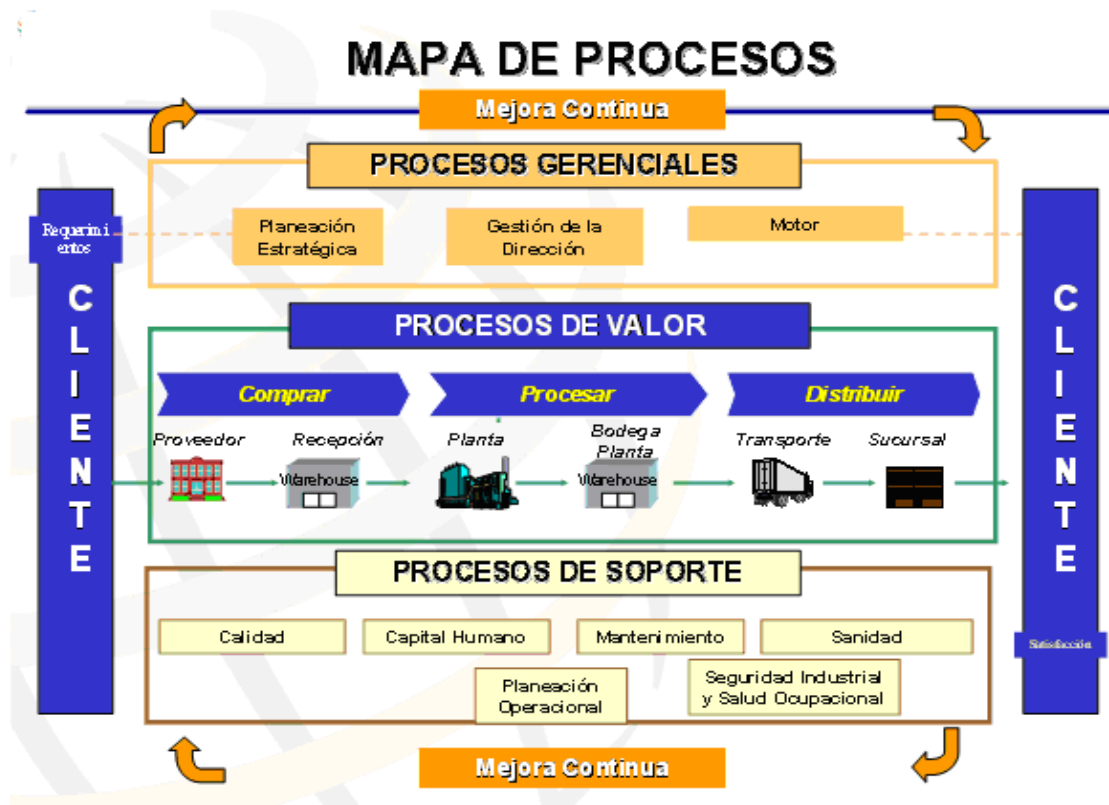 MAPA DE PROCESOS
Mejora Continua
PROCESOS GERENCIALES
Requerimi
entos
Planeación
Estratégica
Gestión de la
Dirección
Motor
CLIENTE
CLIENTE
PROCESOS DE VALOR
Comprar
Procesar
Distribuir
Proveedor
Recepción
Planta
Bodega
Planta
Transporte
Sucursal
Warehouse
Warehouse
PROCESOS DE SOPORTE
Calidad
Capital Humano
Mantenimiento
Sanidad
Satisfacción
Planeación
Operacional
Seguridad Industrial
y Salud Ocupacional
Mejora Continua